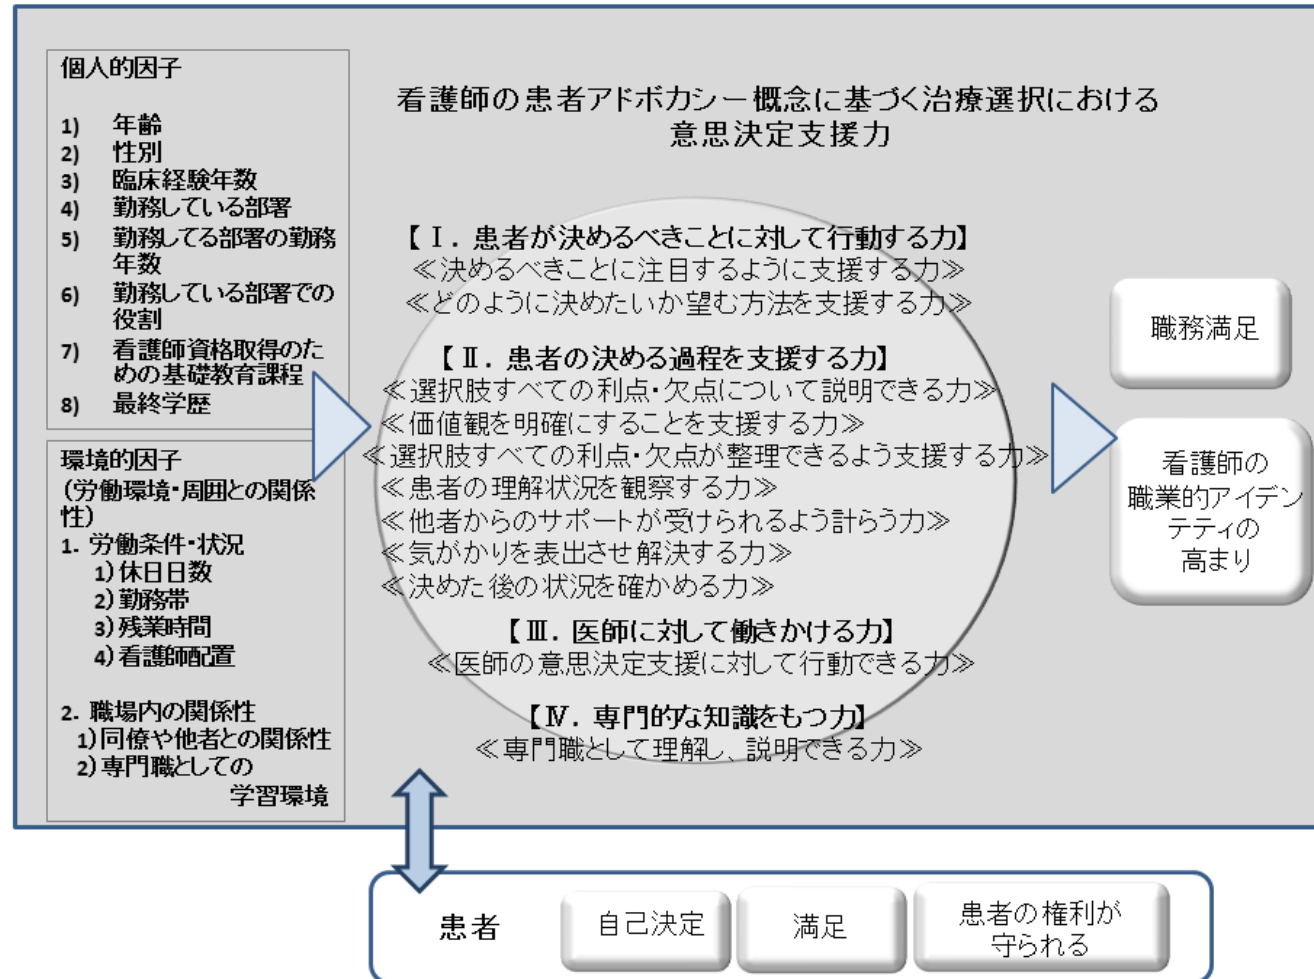 個人的因子
1) 年齢
2) 性別
3) 臨床経験年数
4) 勤務している部署
5) 勤務してる部署の勤務
年数
6) 勤務している部署での
役割
7) 看護師資格取得のた
めの基礎教育課程
8) 最終学歴
環境的因子
(労働環境・周囲との関係
性)
1. 労働条件・状況
1)休日日数
2)勤務帯
3)残業時間
4)看護師配置
2. 職場内の関係性
1)同僚や他者との関係性
2)専門職としての
学習環境
看護師の患者アドボカシー概念に基づく治療選択における
意思決定支援力
【Ⅰ. 患者が決めるべきことに対して行動する力】
≪決めるべきことに注目するように支援する力≫
≪どのように決めたいか望む方法を支援する力≫
【Ⅱ. 患者の決める過程を支援する力】
≪選択肢すべての利点・欠点について説明できる力≫
≪価値観を明確にすることを支援する力≫
≪選択肢すべての利点・欠点が整理できるよう支援する力≫
≪患者の理解状況を観察する力≫
≪他者からのサポートが受けられるよう計らう力≫
≪気がかりを表出させ解決する力≫
≪決めた後の状況を確かめる力≫
【Ⅲ. 医師に対して働きかける力】
≪医師の意思決定支援に対して行動できる力≫
【Ⅳ. 専門的な知識をもつ力】
≪専門職として理解し、説明できる力≫
職務満足
看護師の
職業的アイデン
テティの
高まり
患者
自己決定
満足
患者の権利が
守られる